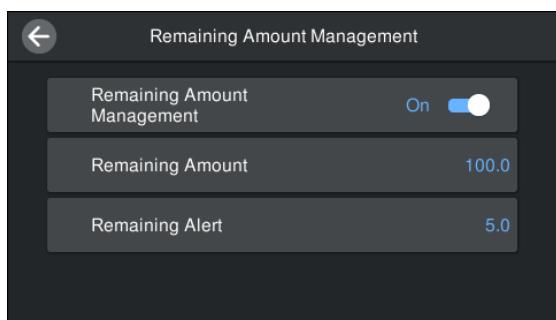 Remaining Amount Management
Remaining Amount
Management
On
Remaining Amount
100.0
Remaining Alert
5.0